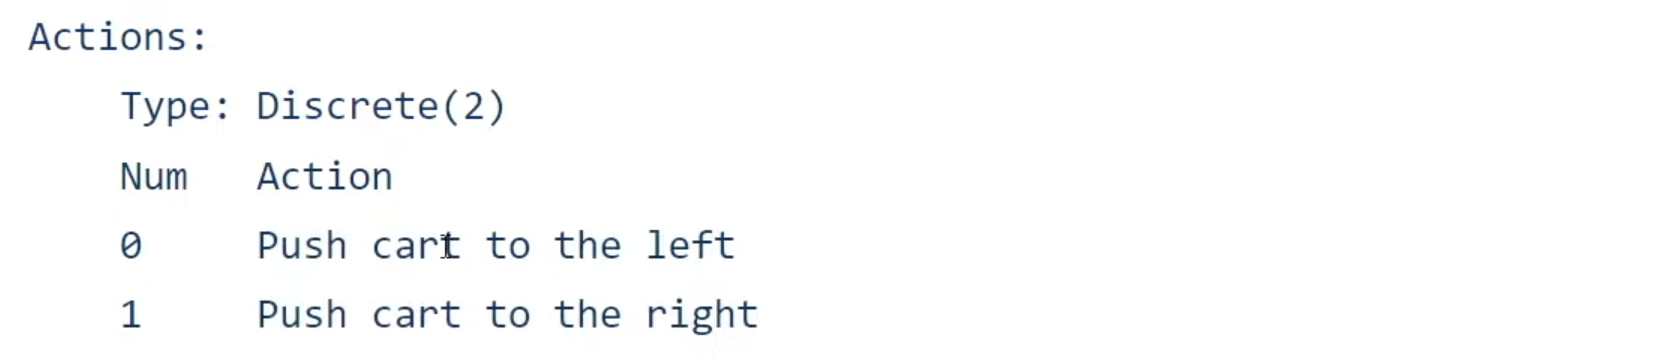 Actions:
Type: Discrete(2)
Num Action
0 Push cart to the left
1 Push cart to the right